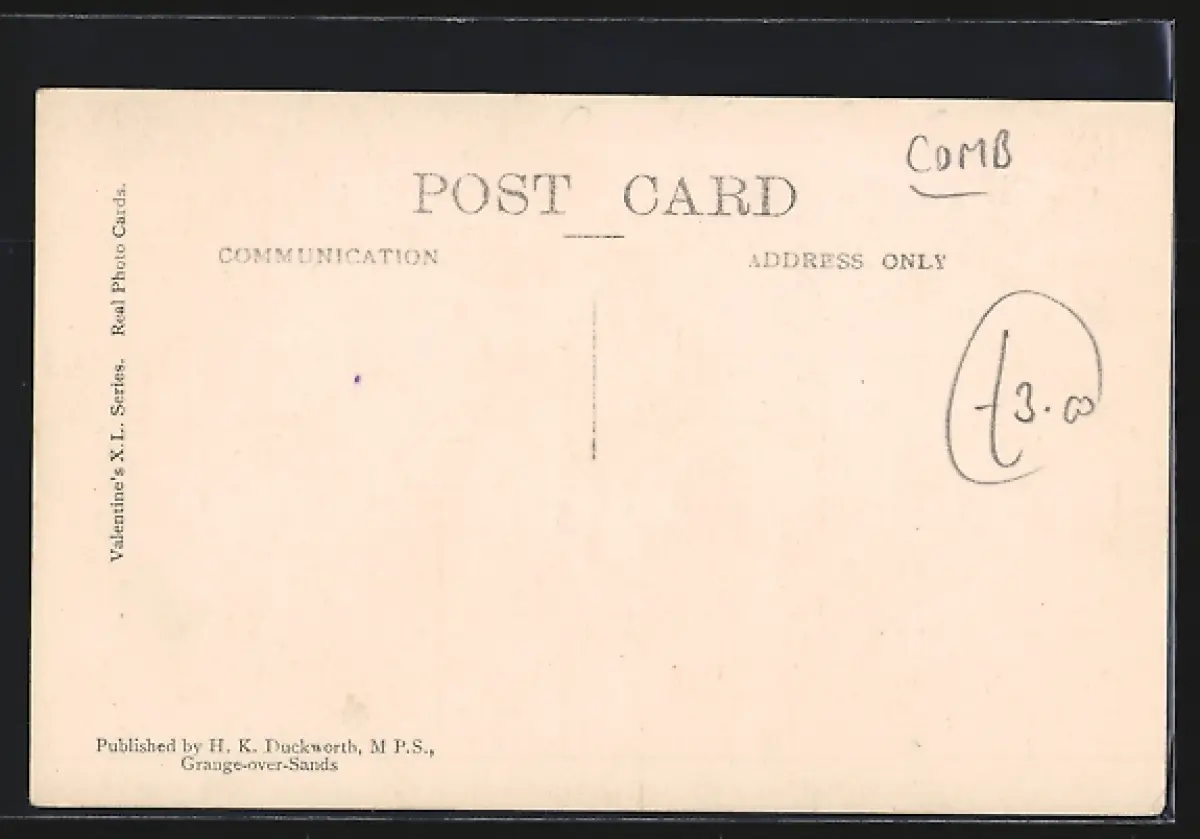 COMB
POST CARD
COMMUNICATION
ADDRESS ONLY
£3.00
Valentine's X.L. Series. Real Photo Cards.
Published by H. K. Duckworth, M P.S.,
Grange-over-Sands